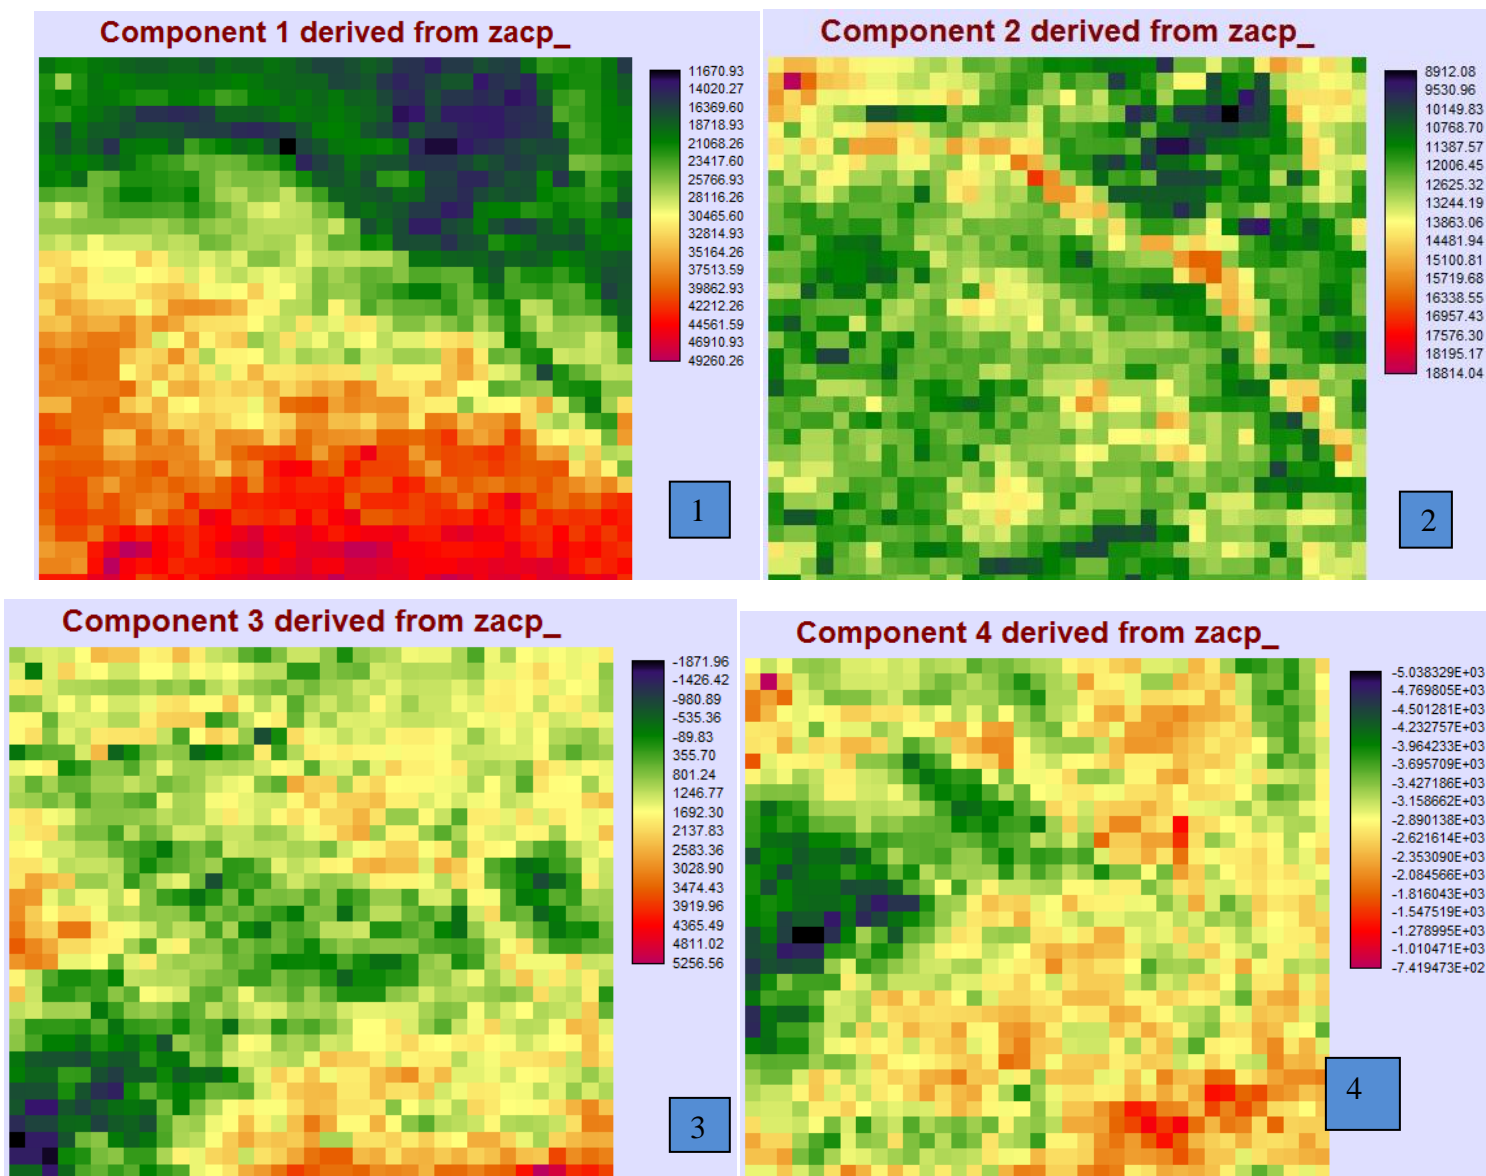 Component 1 derived from zacp_
11670.93
14020.27
16369.60
18718.93
21068.26
23417.60
25766.93
28116.26
30465.60
32814.93
35164.26
37513.59
39862.93
42212.26
44561.59
46910.93
49260.26
1
Component 2 derived from zacp_
8912.08
9530.96
10149.83
10768.70
11387.57
12006.45
12625.32
13244.19
13863.06
14481.94
15100.81
15719.68
16338.55
16957.43
17576.30
18195.17
18814.04
2
Component 3 derived from zacp_
-1871.96
-1426.42
-980.89
-535.36
-89.83
355.70
801.24
1246.77
1692.30
2137.83
2583.36
3028.90
3474.43
3919.96
4365.49
4811.02
5256.56
3
Component 4 derived from zacp_
-5.038329E+03
-4.769805E+03
-4.501281E+03
-4.232757E+03
-3.964233E+03
-3.695709E+03
-3.427186E+03
-3.158662E+03
-2.890138E+03
-2.621614E+03
-2.353090E+03
-2.084566E+03
-1.816043E+03
-1.547519E+03
-1.278995E+03
-1.010471E+03
-7.419473E+02
4